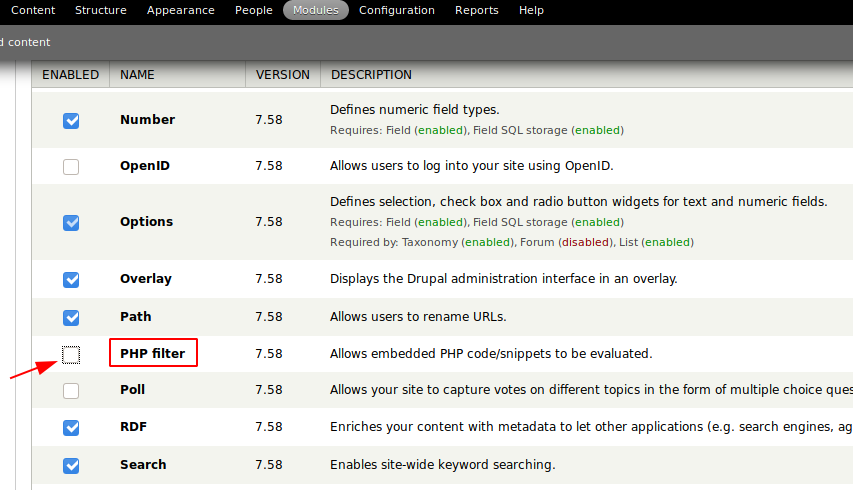 Content Structure Appearance People Modules Configuration Reports Help
d content
ENABLED NAME VERSION DESCRIPTION
Number 7.58 Defines numeric field types.
Requires: Field (enabled), Field SQL storage (enabled)
OpenID 7.58 Allows users to log into your site using OpenID.
Options 7.58 Defines selection, check box and radio button widgets for text and numeric fields.
Requires: Field (enabled), Field SQL storage (enabled)
Required by: Taxonomy (enabled), Forum (disabled), List (enabled)
Overlay 7.58 Displays the Drupal administration interface in an overlay.
Path 7.58 Allows users to rename URLs.
PHP filter 7.58 Allows embedded PHP code/snippets to be evaluated.
Poll 7.58 Allows your site to capture votes on different topics in the form of multiple choice ques
RDF 7.58 Enriches your content with metadata to let other applications (e.g. search engines, ag
Search 7.58 Enables site-wide keyword searching.